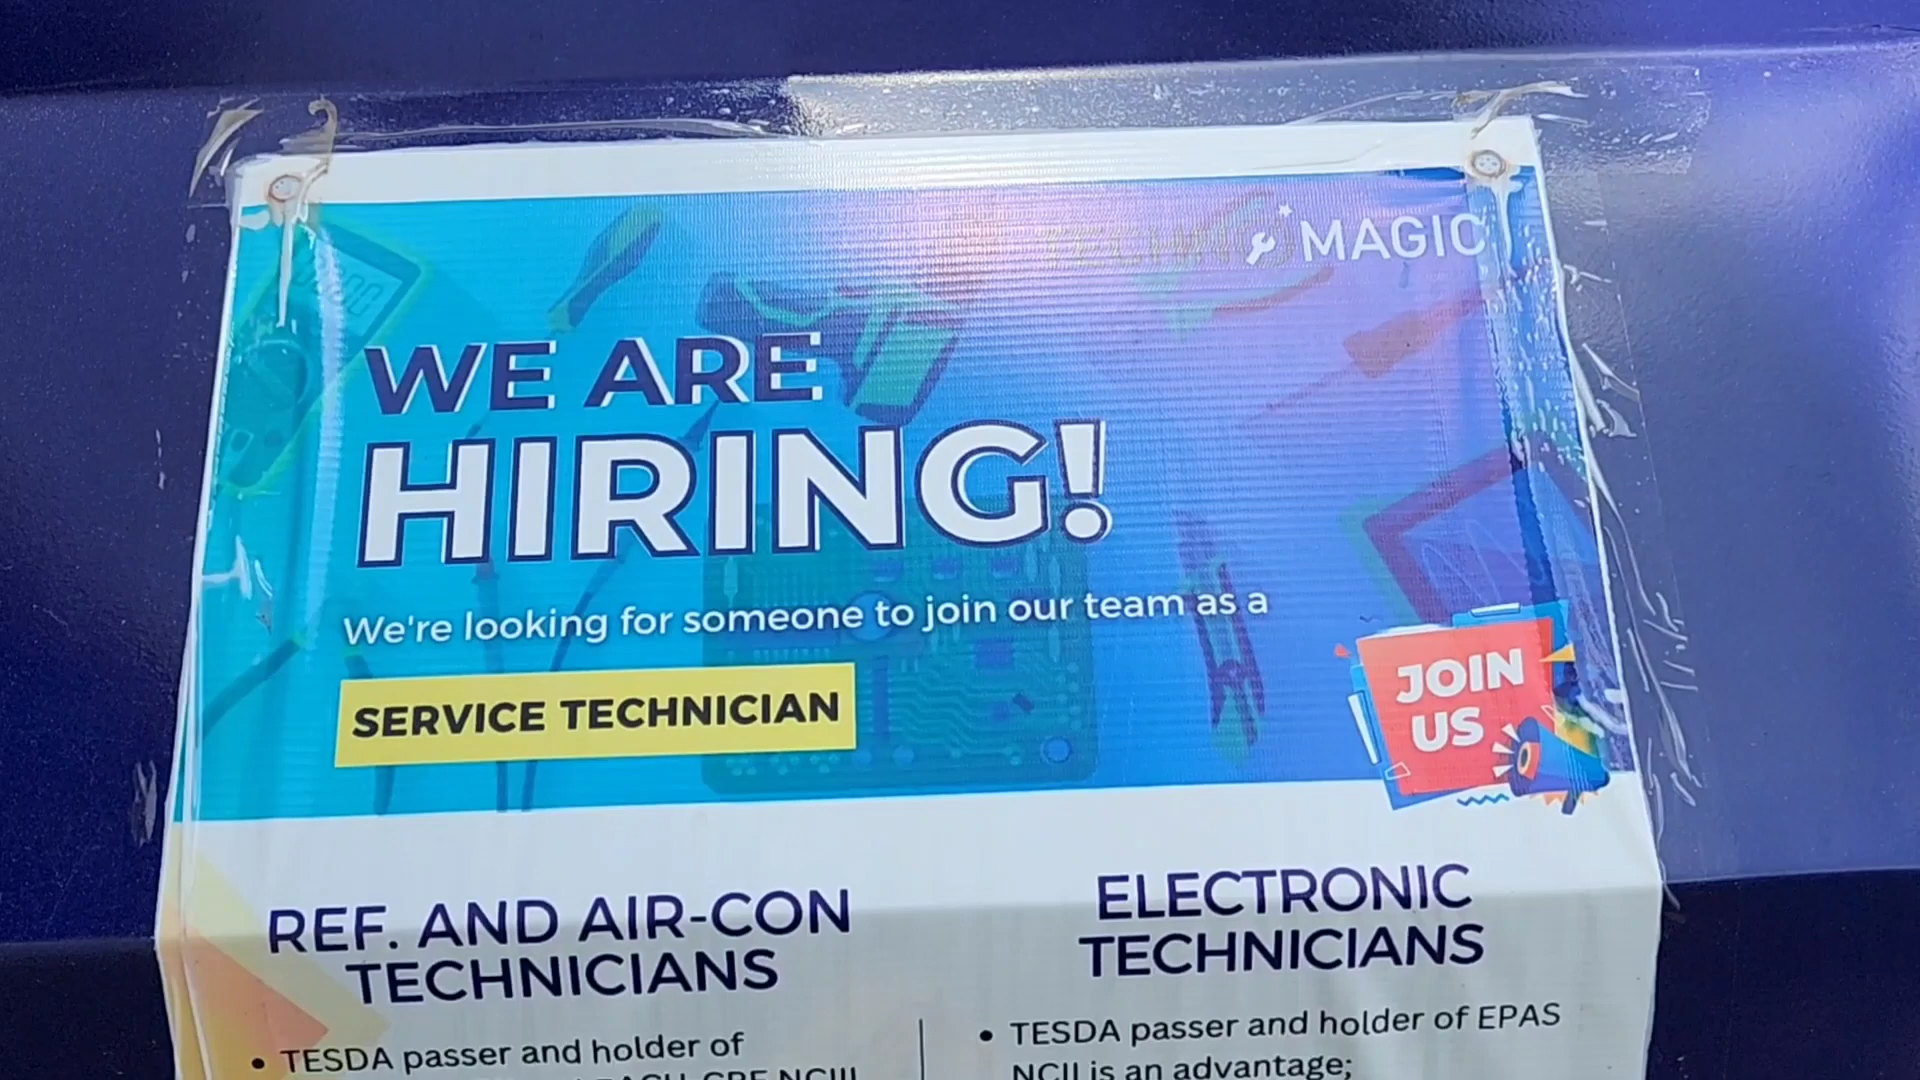 TECHNOMAGIC
WE ARE
HIRING!
We're looking for someone to join our team as a
SERVICE TECHNICIAN
JOIN
US
REF. AND AIR-CON
TECHNICIANS
• TESDA passer and holder of
NCIII
ELECTRONIC
TECHNICIANS
• TESDA passer and holder of EPAS
NCII is an advantage;